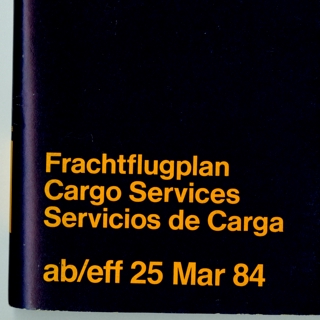 Frachtflugplan
Cargo Services
Servicios de Carga
ab/eff 25 Mar 84